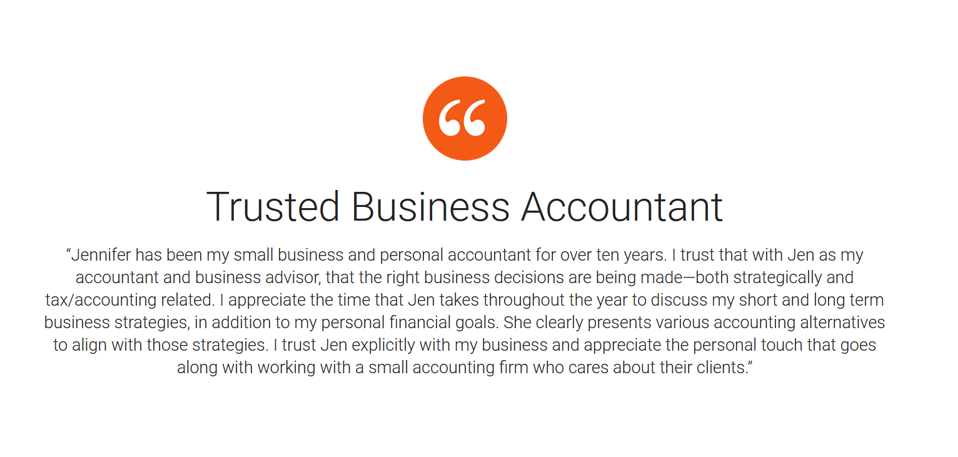 Trusted Business Accountant
“Jennifer has been my small business and personal accountant for over ten years. I trust that with Jen as my
accountant and business advisor, that the right business decisions are being made—both strategically and
tax/accounting related. I appreciate the time that Jen takes throughout the year to discuss my short and long term
business strategies, in addition to my personal financial goals. She clearly presents various accounting alternatives
to align with those strategies. I trust Jen explicitly with my business and appreciate the personal touch that goes
along with working with a small accounting firm who cares about their clients.”